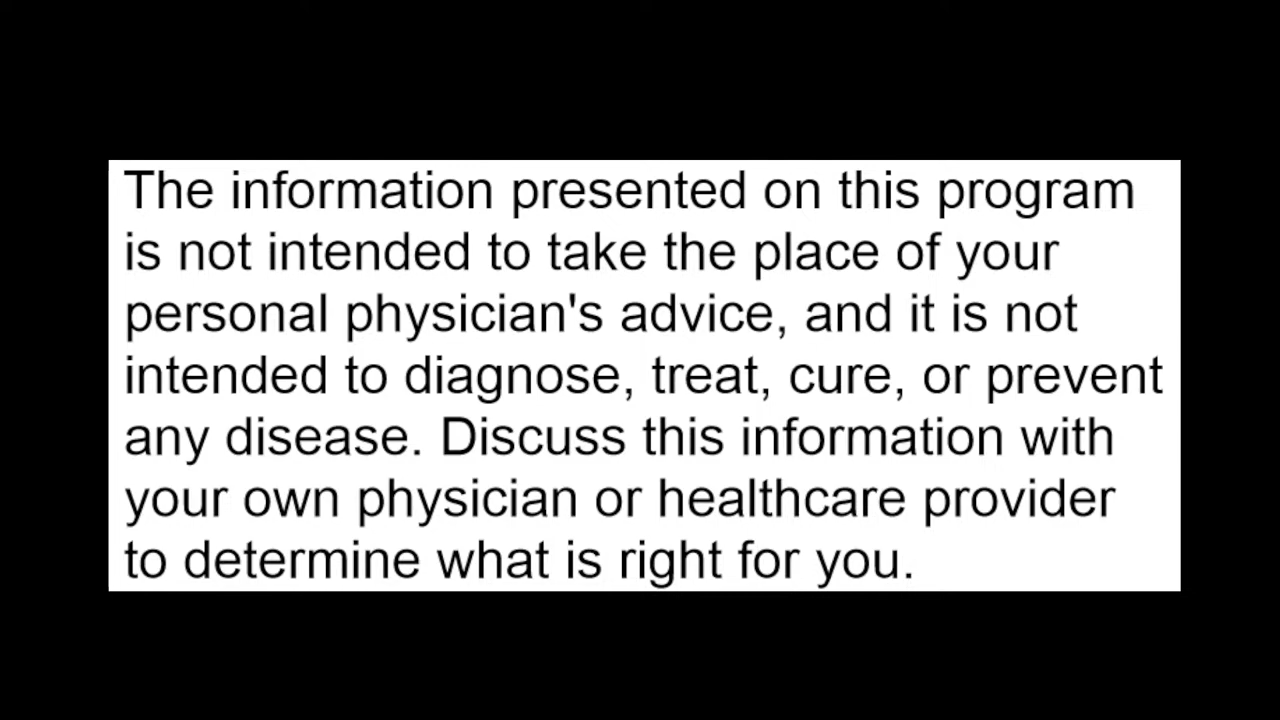 The information presented on this program
is not intended to take the place of your
personal physician's advice, and it is not
intended to diagnose, treat, cure, or prevent
any disease. Discuss this information with
your own physician or healthcare provider
to determine what is right for you.